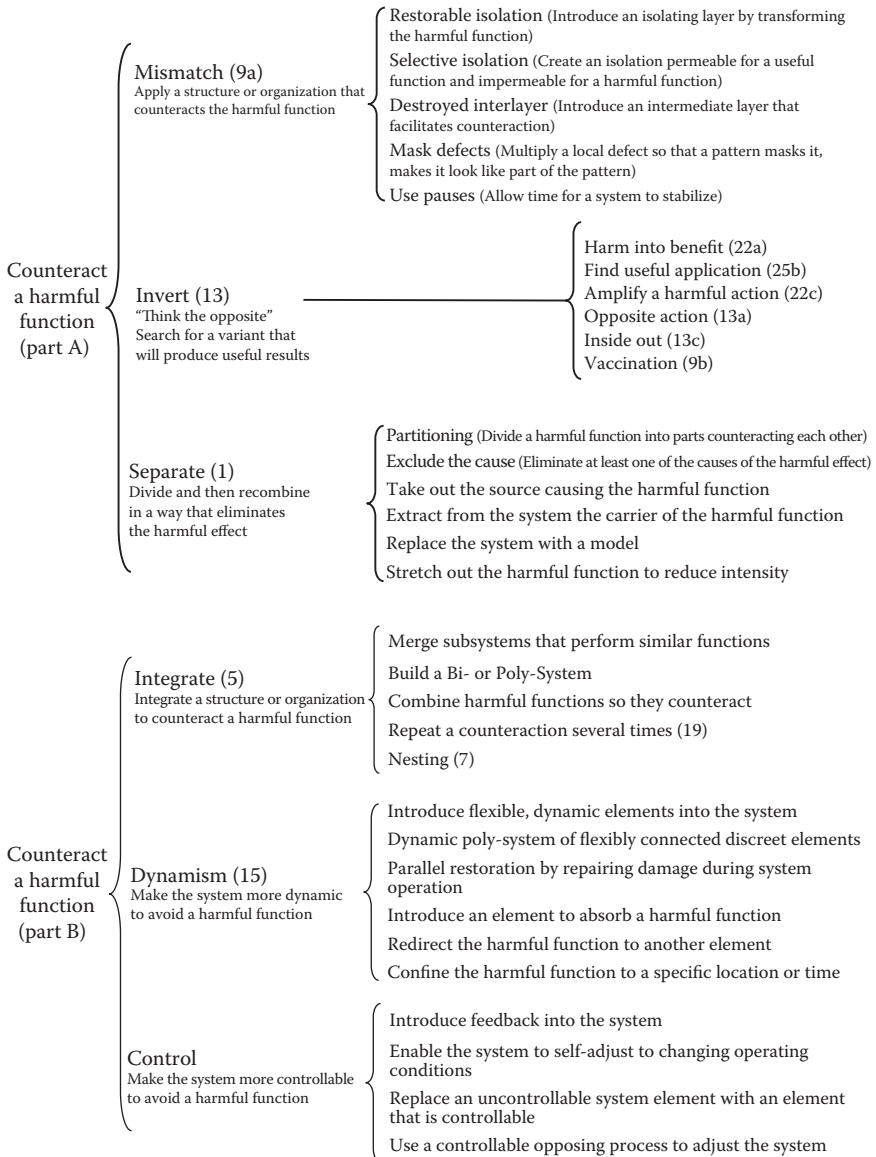 Counteract
a harmful
function
(part A)
Mismatch (9a)
Apply a structure or organization that
counteracts the harmful function
Restorable isolation (Introduce an isolating layer by transforming
the harmful function)
Selective isolation (Create an isolation permeable for a useful
function and impermeable for a harmful function)
Destroyed interlayer (Introduce an intermediate layer that
facilitates counteraction)
Mask defects (Multiply a local defect so that a pattern masks it,
makes it look like part of the pattern)
Use pauses (Allow time for a system to stabilize)
Invert (13)
“Think the opposite”
Search for a variant that
will produce useful results
Harm into benefit (22a)
Find useful application (25b)
Amplify a harmful action (22c)
Opposite action (13a)
Inside out (13c)
Vaccination (9b)
Separate (1)
Divide and then recombine
in a way that eliminates
the harmful effect
Partitioning (Divide a harmful function into parts counteracting each other)
Exclude the cause (Eliminate at least one of the causes of the harmful effect)
Take out the source causing the harmful function
Extract from the system the carrier of the harmful function
Replace the system with a model
Stretch out the harmful function to reduce intensity
Counteract
a harmful
function
(part B)
Integrate (5)
Integrate a structure or organization
to counteract a harmful function
Merge subsystems that perform similar functions
Build a Bi- or Poly-System
Combine harmful functions so they counteract
Repeat a counteraction several times (19)
Nesting (7)
Dynamism (15)
Make the system more dynamic
to avoid a harmful function
Introduce flexible, dynamic elements into the system
Dynamic poly-system of flexibly connected discreet elements
Parallel restoration by repairing damage during system
operation
Introduce an element to absorb a harmful function
Redirect the harmful function to another element
Confine the harmful function to a specific location or time
Control
Make the system more controllable
to avoid a harmful function
Introduce feedback into the system
Enable the system to self-adjust to changing operating
conditions
Replace an uncontrollable system element with an element
that is controllable
Use a controllable opposing process to adjust the system